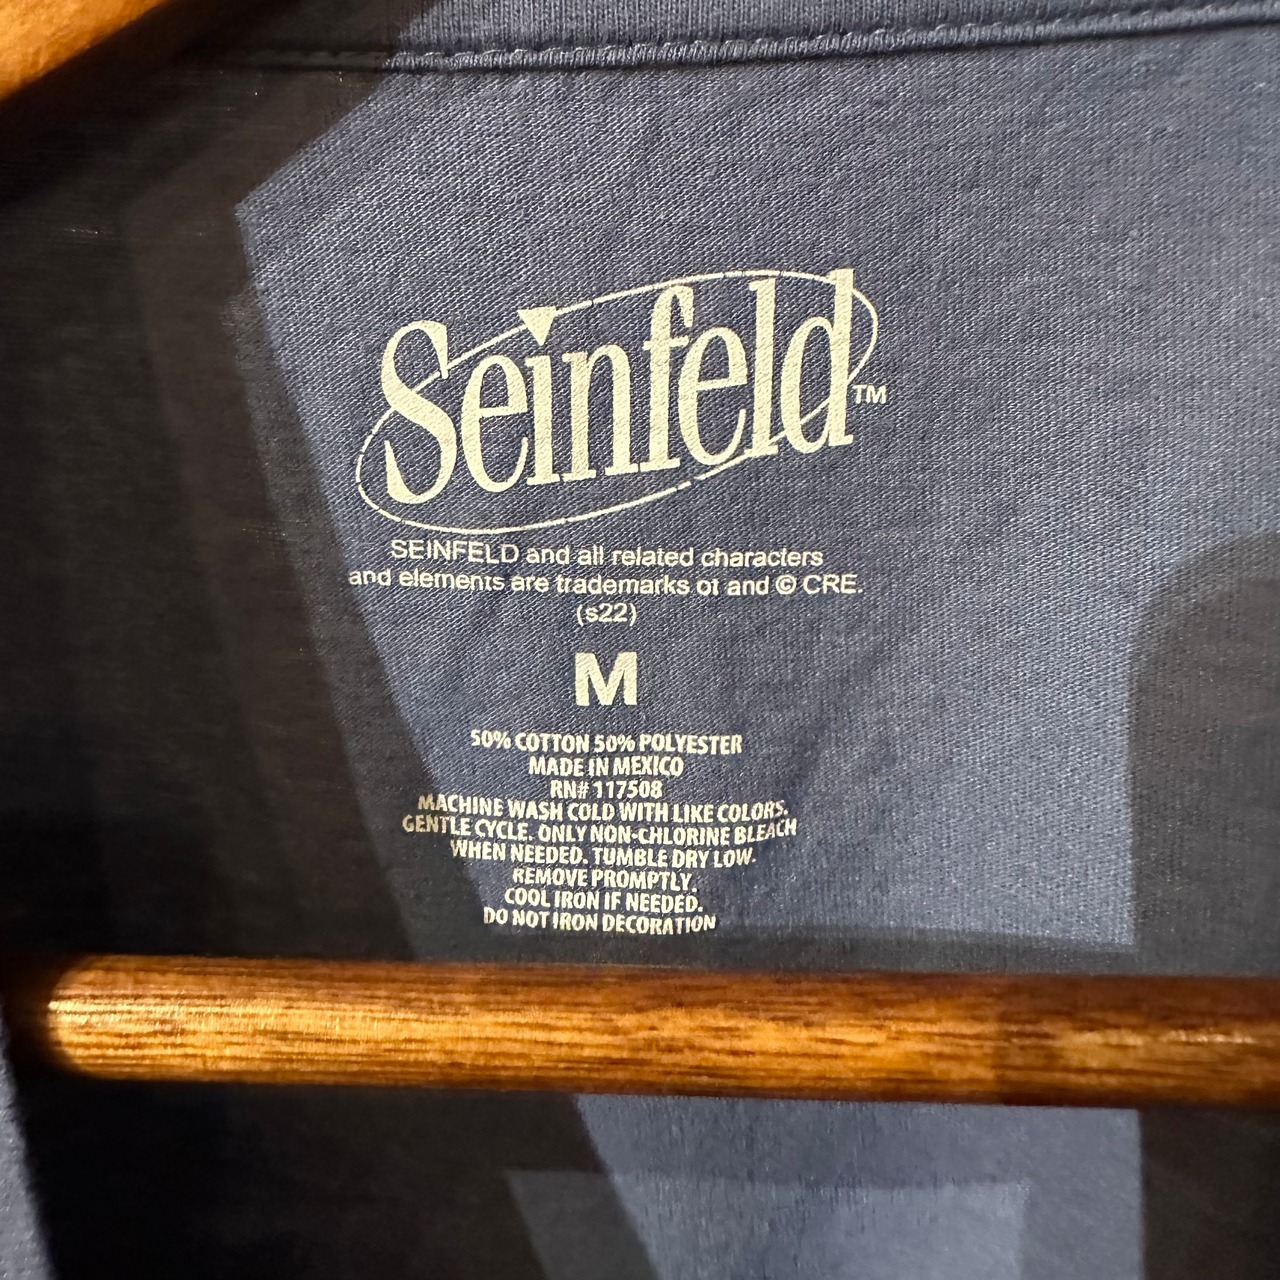 Seinfeld™
SEINFELD and all related characters
and elements are trademarks of and © CRE.
(s22)
M
50% COTTON 50% POLYESTER
MADE IN MEXICO
RN# 117508
MACHINE WASH COLD WITH LIKE COLORS.
GENTLE CYCLE. ONLY NON-CHLORINE BLEACH
WHEN NEEDED. TUMBLE DRY LOW.
REMOVE PROMPTLY.
COOL IRON IF NEEDED.
DO NOT IRON DECORATION